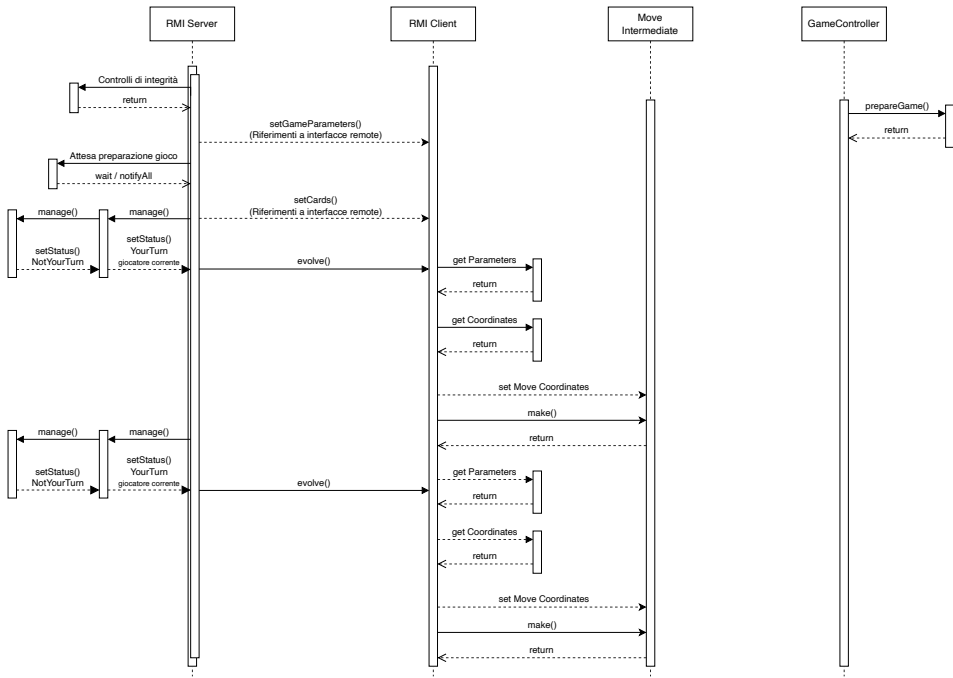 RMI Server
RMI Client
Move
Intermediate
GameController
Controlli di integrità
return
prepareGame()
return
setGameParameters()
(Riferimenti a interfacce remote)
Attesa preparazione gioco
wait / notifyAll
setCards()
(Riferimenti a interfacce remote)
manage()
manage()
setStatus()
NotYourTurn
setStatus()
YourTurn
giocatore corrente
evolve()
get Parameters
return
get Coordinates
return
set Move Coordinates
make()
return
manage()
manage()
setStatus()
NotYourTurn
setStatus()
YourTurn
giocatore corrente
evolve()
get Parameters
return
get Coordinates
return
set Move Coordinates
make()
return